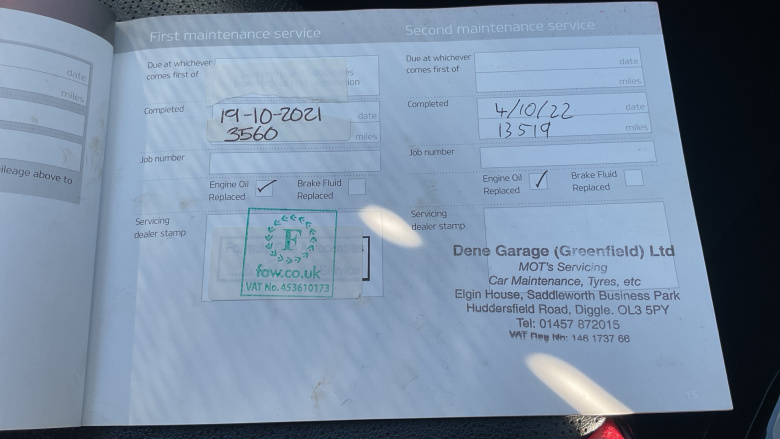 date
miles
ileage above to
First maintenance service
Due at whichever
comes first of
Completed
19-10-2021
3560
miles
Job number
Engine Oil
Replaced
Brake Fluid
Replaced
Servicing
dealer stamp
F
fow.co.uk
VAT No. 453610173
Second maintenance service
Due at whichever
comes first of
date
miles
Completed
4/10/22
date
13519
miles
Job number
Engine Oil
Replaced
Brake Fluid
Replaced
Servicing
dealer stamp
Dene Garage (Greenfield) Ltd
MOT's Servicing
Car Maintenance, Tyres, etc
Elgin House, Saddleworth Business Park
Huddersfield Road, Diggle. OL3 5PY
Tel: 01457 872015
VAT Reg No: 146 1737 66
15